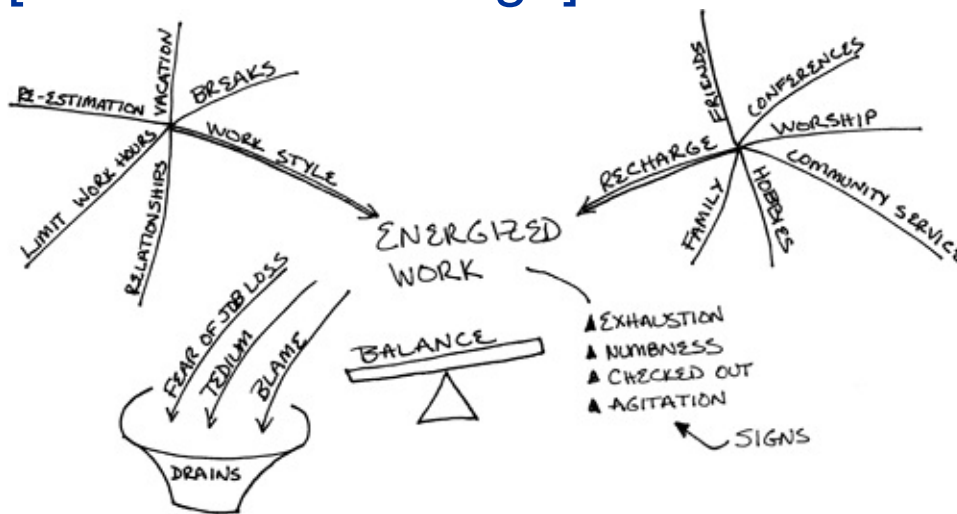 VACATION
BREAKS
RE-ESTIMATION
WORK STYLE
LIMIT WORK HOURS
RELATIONSHIPS
FRIENDS
CONFERENCES
WORSHIP
RECHARGE
COMMUNITY SERVICE
FAMILY
HOBBIES
ENERGIZED
WORK
FEAR OF JOB LOSS
TEDIUM
BLAME
DRAINS
BALANCE
EXHAUSTION
NUMBNESS
CHECKED OUT
AGITATION
SIGNS